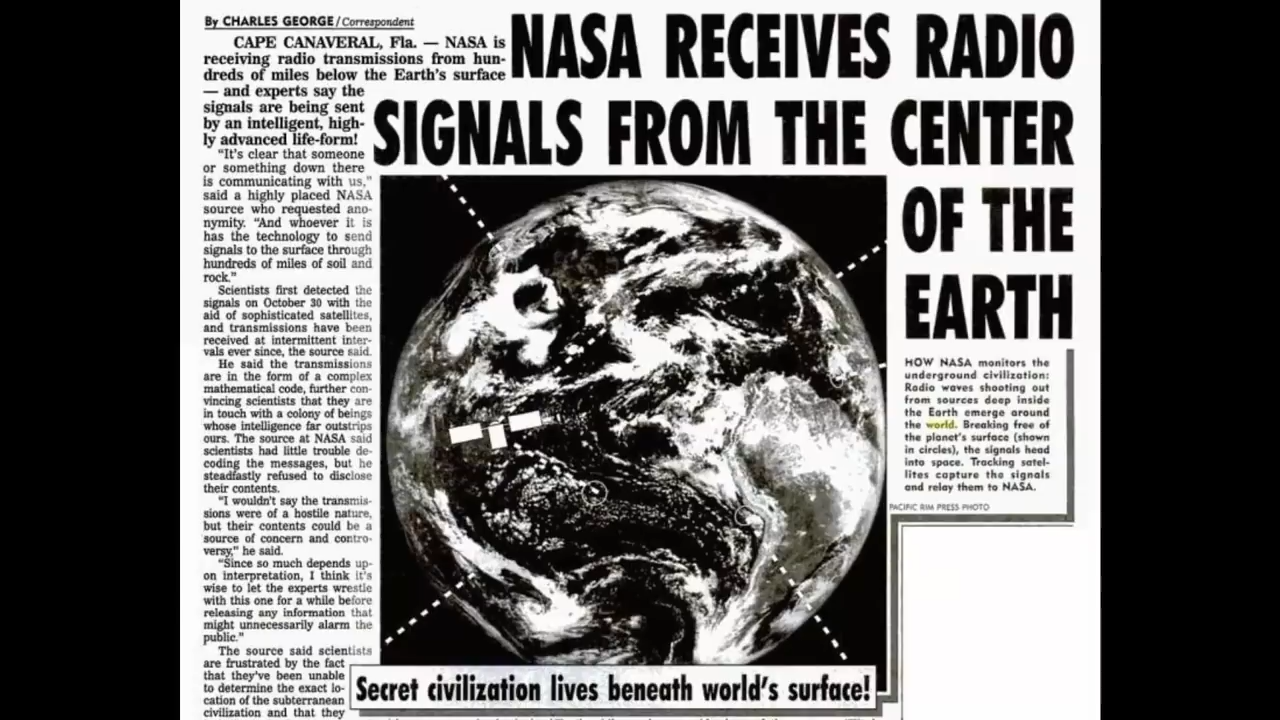 By CHARLES GEORGE / Correspondent
CAPE CANAVERAL, Fla. — NASA is
receiving radio transmissions from hun-
dreds of miles below the Earth's surface
— and experts say the
signals are being sent
by an intelligent, high-
ly advanced life-form!
"It's clear that someone
or something down there
is communicating with us,"
said a highly placed NASA
source who requested ano-
nymity. "And whoever it is
has the technology to send
signals to the surface through
hundreds of miles of soil and
rock."
Scientists first detected the
signals on October 30 with the
aid of sophisticated satellites,
and transmissions have been
received at intermittent inter-
vals ever since, the source said.
He said the transmissions
are in the form of a complex
mathematical code, further con-
vincing scientists that they are
in touch with a colony of beings
whose intelligence far outstrips
ours. The source at NASA said
scientists had little trouble de-
coding the messages, but he
steadfastly refused to disclose
their contents.
"I wouldn't say the transmis-
sions were of a hostile nature,
but their contents could be a
source of concern and contro-
versy," he said.
"Since so much depends up-
on interpretation, I think it's
wise to let the experts wrestle
with this one for a while before
releasing any information that
might unnecessarily alarm the
public."
The source said scientists
are frustrated by the fact
that they've been unable
to determine the exact lo-
cation of the subterranean
civilization and that they
NASA RECEIVES RADIO
SIGNALS FROM THE CENTER
OF THE
EARTH
HOW NASA monitors the
underground civilization:
Radio waves shooting out
from sources deep inside
the Earth emerge around
the world. Breaking free of
the planet's surface (shown
in circles), the signals head
into space. Tracking satel-
lites capture the signals
and relay them to NASA.
PACIFIC RIM PRESS PHOTO
Secret civilization lives beneath world's surface!